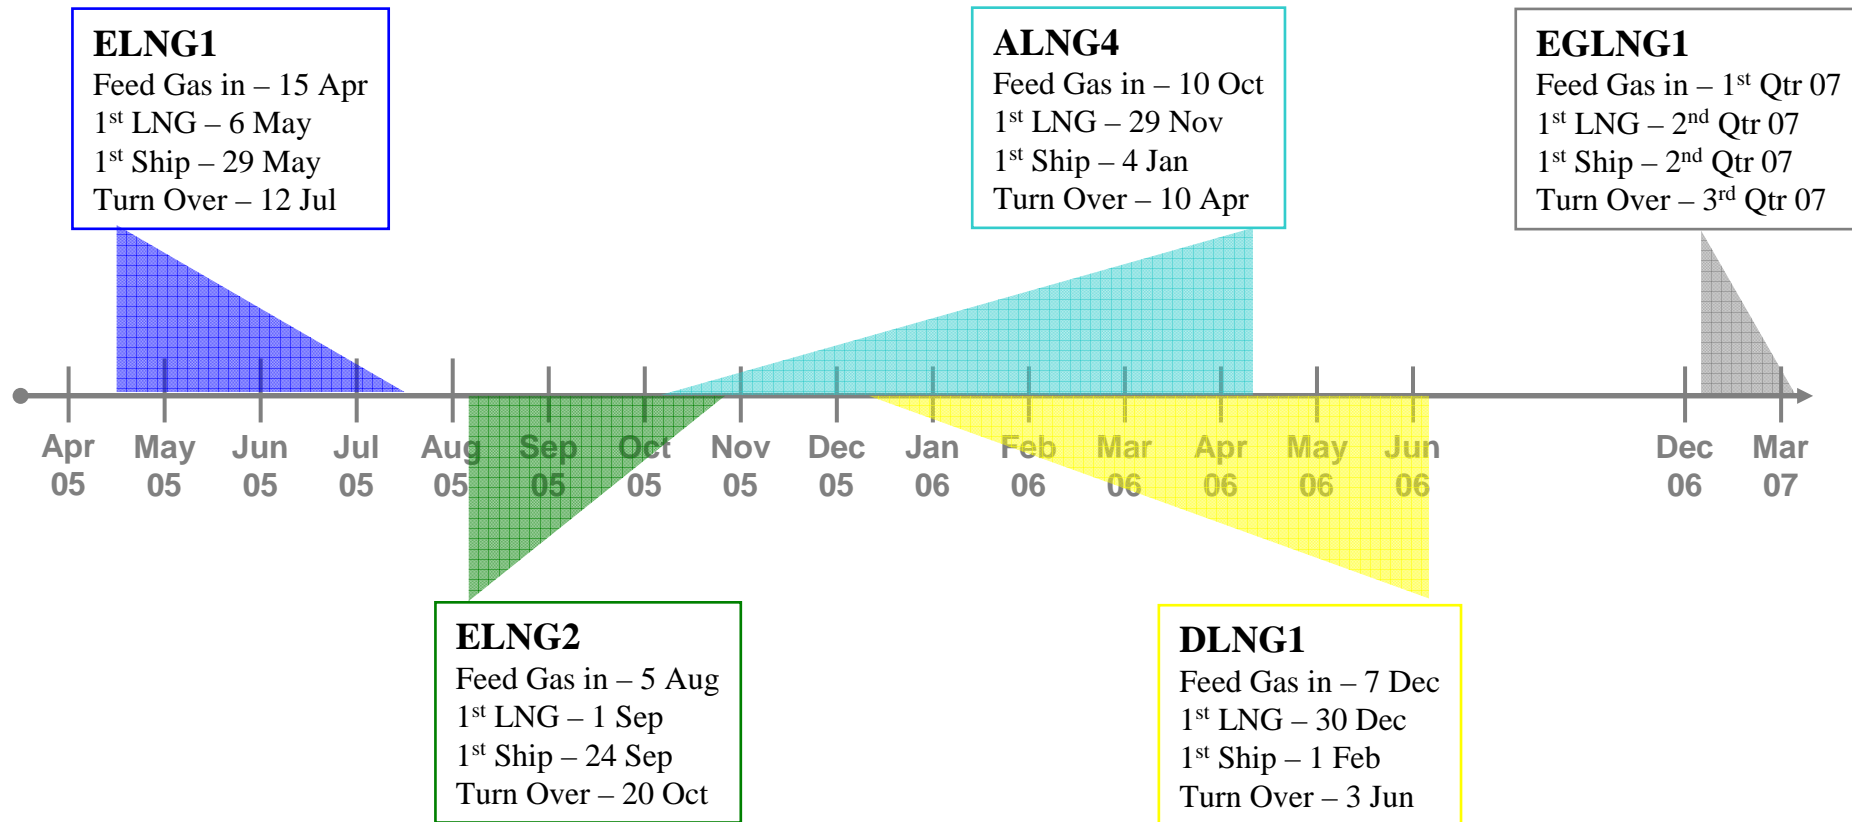 ELNG1
Feed Gas in – 15 Apr
1st LNG – 6 May
1st Ship – 29 May
Turn Over – 12 Jul
ALNG4
Feed Gas in – 10 Oct
1st LNG – 29 Nov
1st Ship – 4 Jan
Turn Over – 10 Apr
EGLNG1
Feed Gas in – 1st Qtr 07
1st LNG – 2nd Qtr 07
1st Ship – 2nd Qtr 07
Turn Over – 3rd Qtr 07
Apr May Jun Jul Aug Sep Oct Nov Dec Jan Feb Mar Apr May Jun Dec Mar
05 05 05 05 05 05 05 05 05 06 06 06 06 06 06 06 07
ELNG2
Feed Gas in – 5 Aug
1st LNG – 1 Sep
1st Ship – 24 Sep
Turn Over – 20 Oct
DLNG1
Feed Gas in – 7 Dec
1st LNG – 30 Dec
1st Ship – 1 Feb
Turn Over – 3 Jun